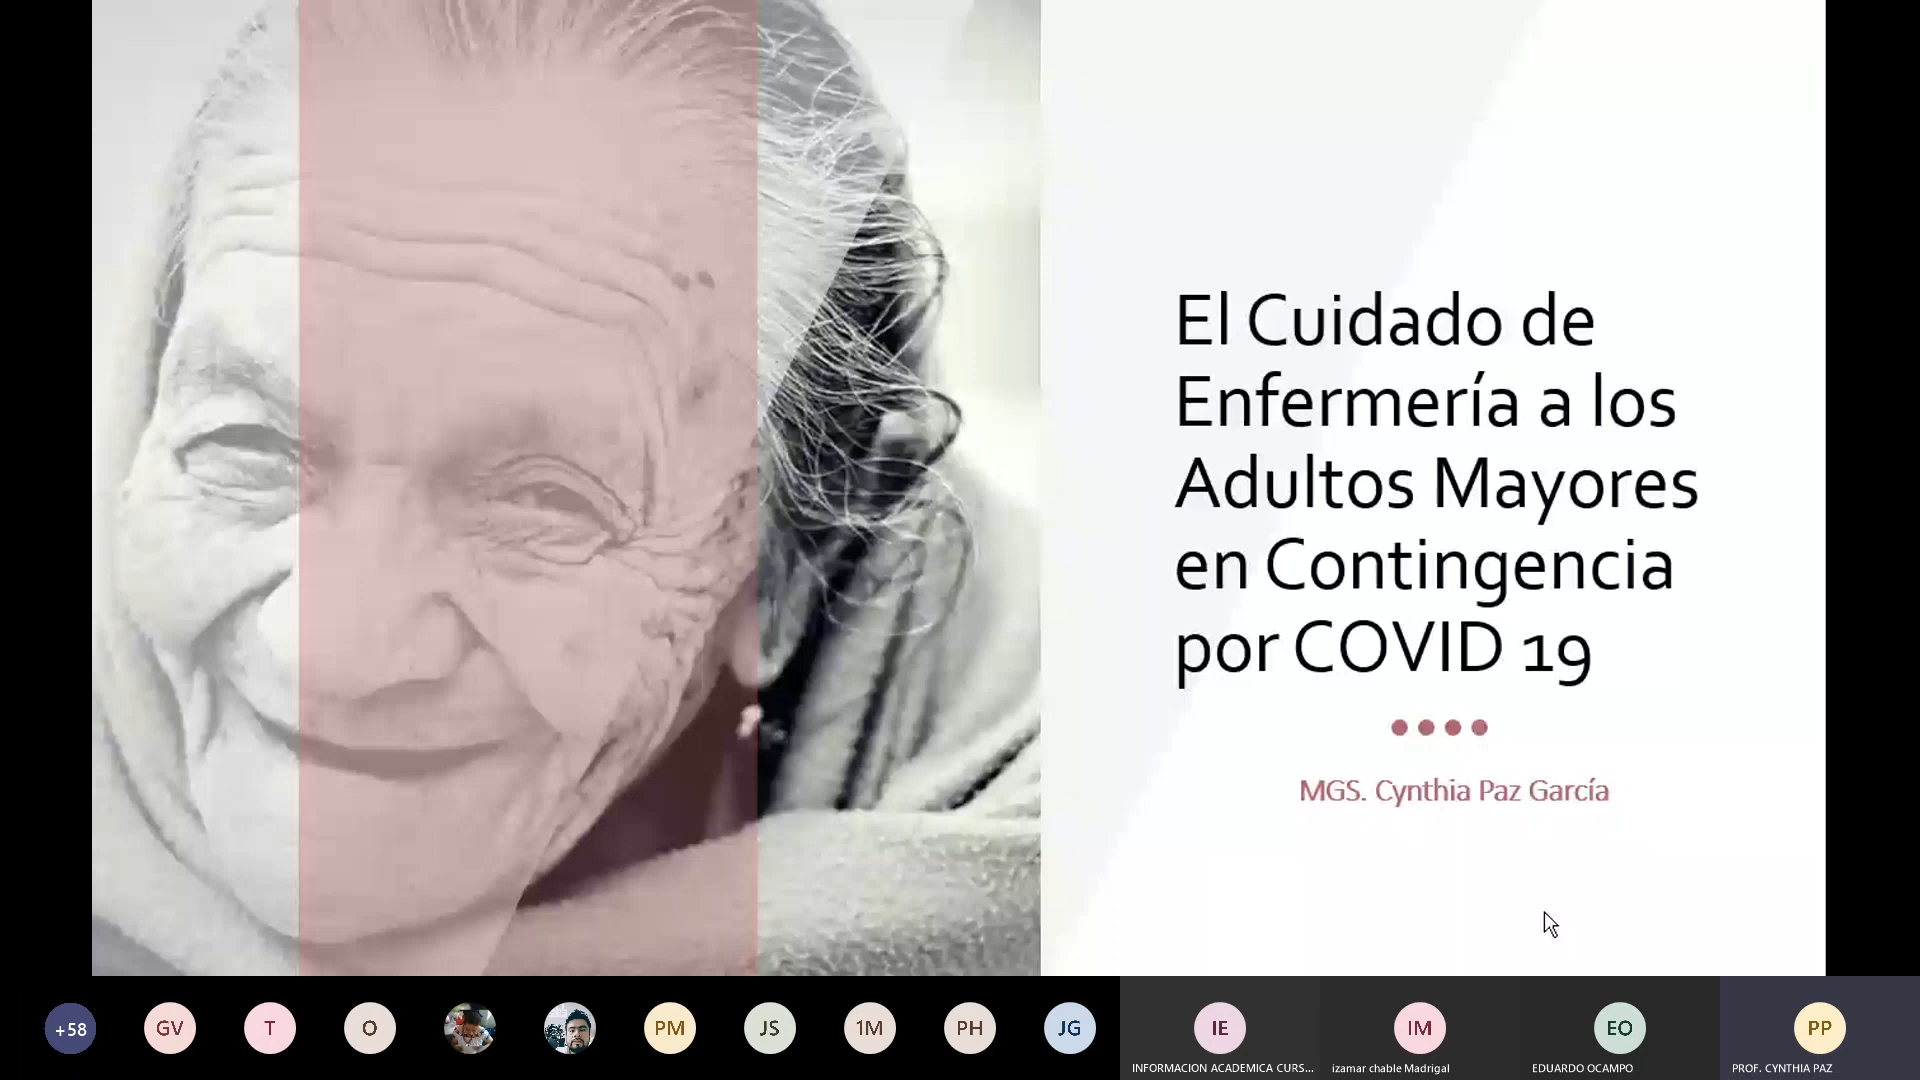 El Cuidado de
Enfermería a los
Adultos Mayores
en Contingencia
por COVID 19
MGS. Cynthia Paz García
+58
GV
T
O
PM
JS
1M
PH
JG
IE
IM
EO
PP
INFORMACION ACADEMICA CURS...
izamar chable Madrigal
EDUARDO OCAMPO
PROF. CYNTHIA PAZ